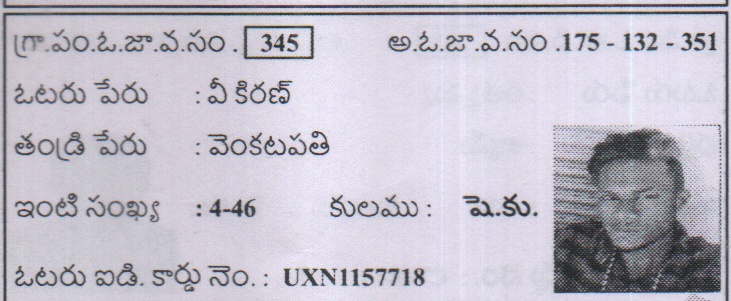 గ్రా.పం.ఓ.జా.వ.సం. 345 అ.ఓ.జా.వ.సం .175 - 132 - 351
ఓటరు పేరు : వీ కిరణ్
తండ్రి పేరు : వెంకటపతి
ఇంటి సంఖ్య : 4-46 కులము : షె.కు.
ఓటరు ఐడి. కార్డు నెం. : UXN1157718